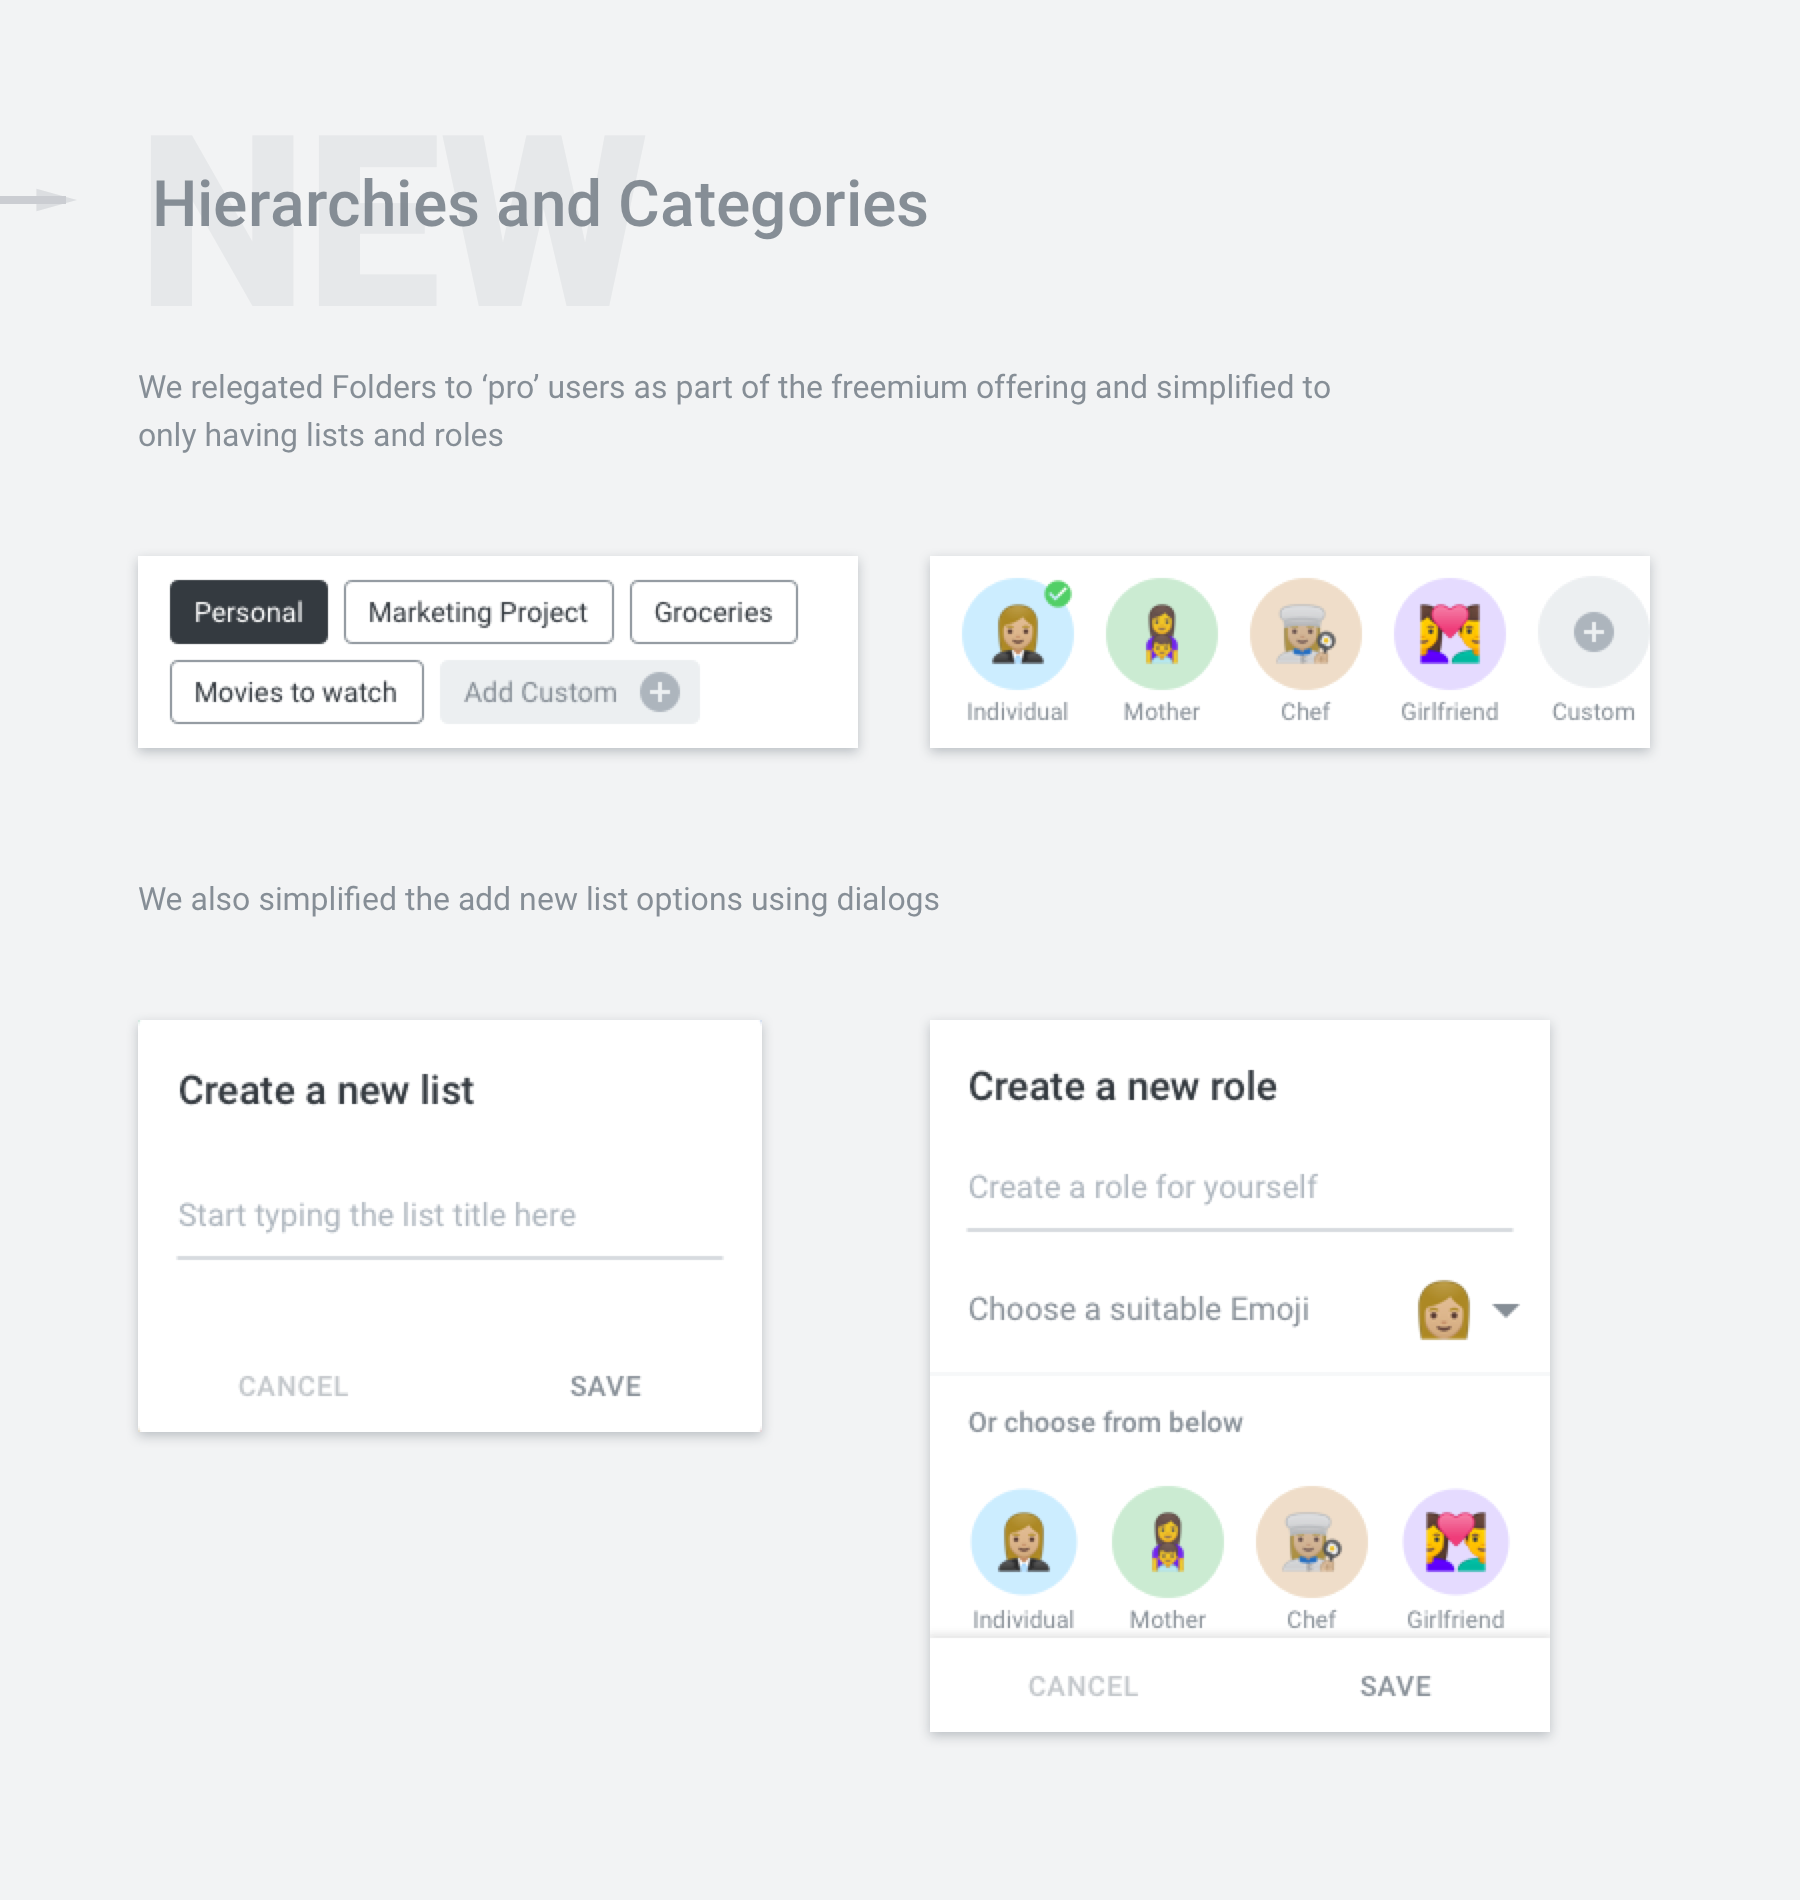 NEW
Hierarchies and Categories
We relegated Folders to ‘pro’ users as part of the freemium offering and simplified to
only having lists and roles
Personal
Marketing Project
Groceries
Movies to watch
Add Custom
Individual
Mother
Chef
Girlfriend
Custom
We also simplified the add new list options using dialogs
Create a new list
Start typing the list title here
CANCEL
SAVE
Create a new role
Create a role for yourself
Choose a suitable Emoji
Or choose from below
Individual
Mother
Chef
Girlfriend
CANCEL
SAVE